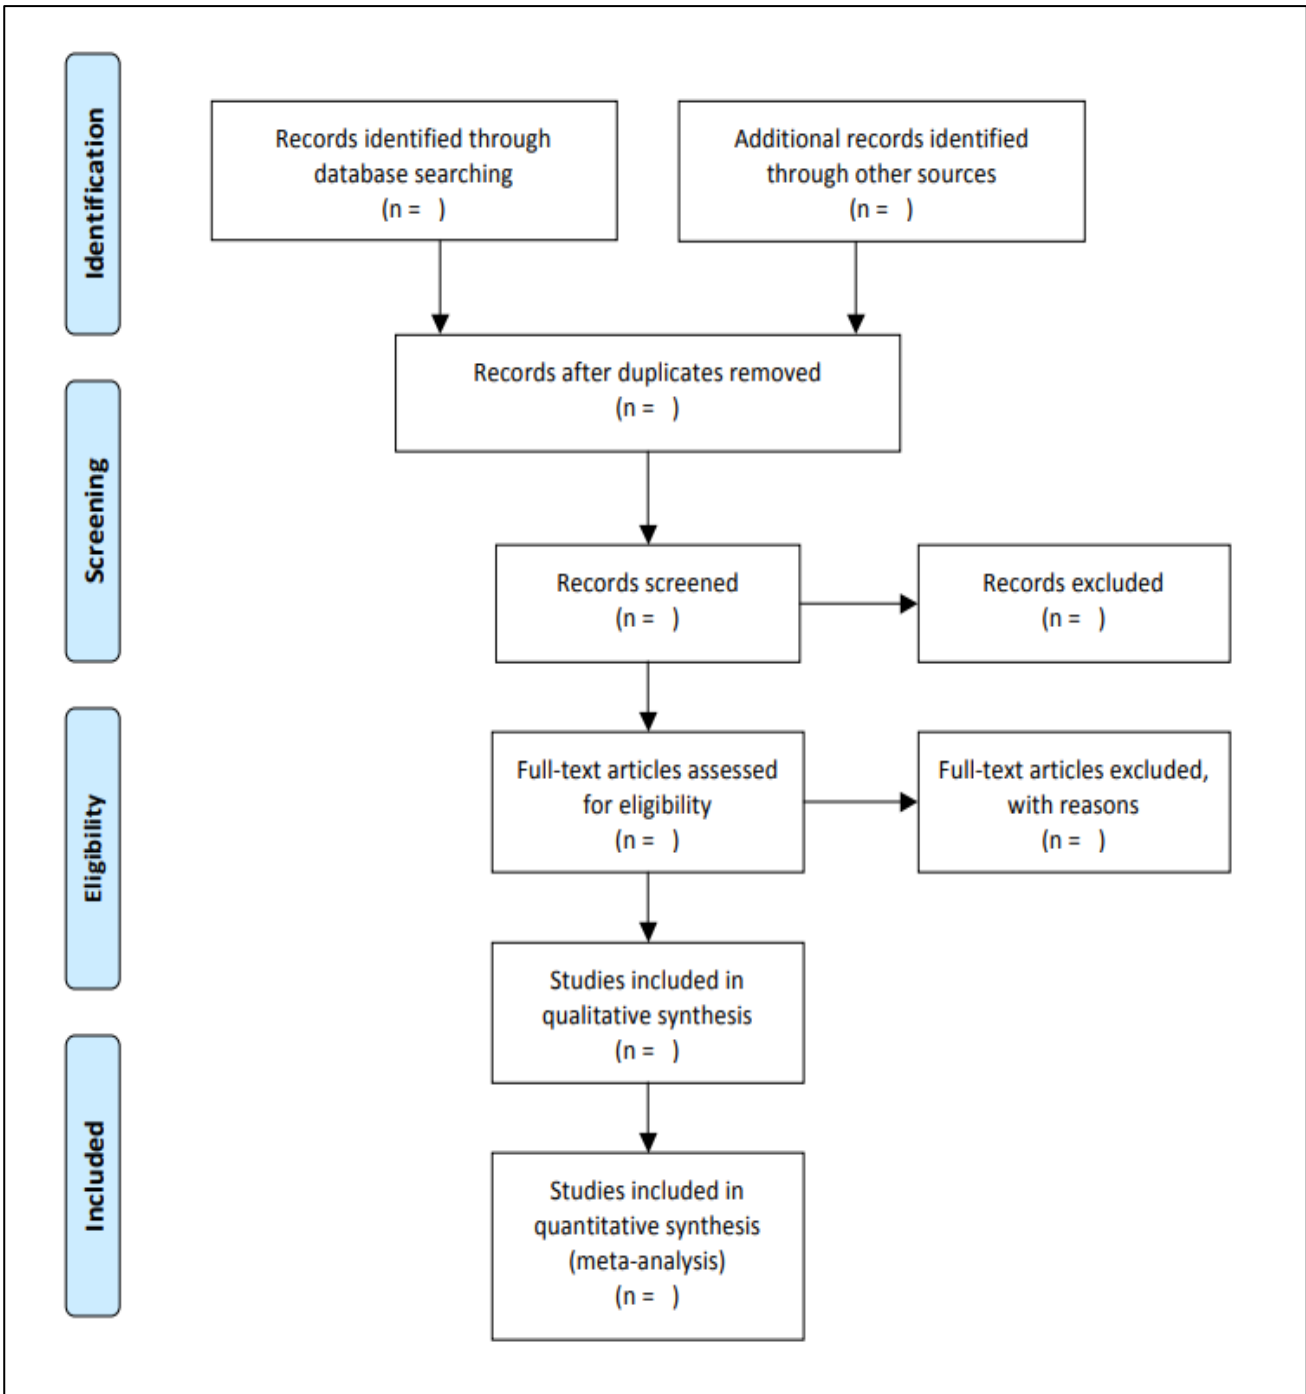 Identification
Records identified through
database searching
(n =   )
Additional records identified
through other sources
(n =   )
Records after duplicates removed
(n =   )
Screening
Records screened
(n =   )
Records excluded
(n =   )
Eligibility
Full-text articles assessed
for eligibility
(n =   )
Full-text articles excluded,
with reasons
(n =   )
Studies included in
qualitative synthesis
(n =   )
Included
Studies included in
quantitative synthesis
(meta-analysis)
(n =   )